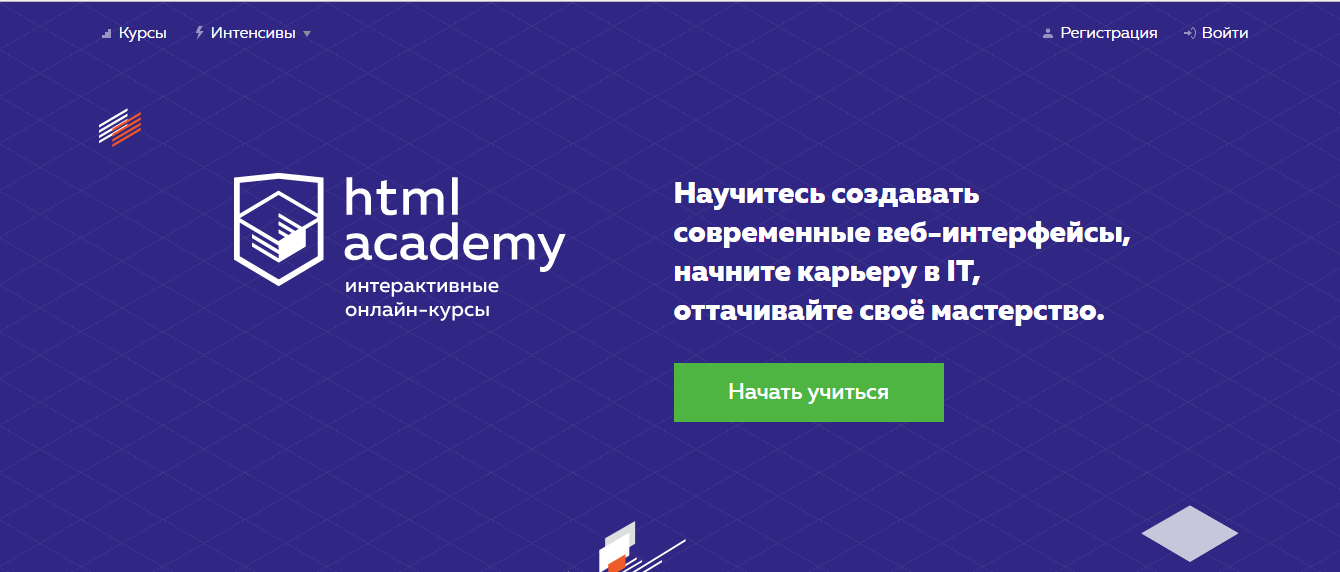 Курсы
Интенсивы
Регистрация
Войти
html
academy
интерактивные
онлайн-курсы
Научитесь создавать
современные веб-интерфейсы,
начните карьеру в IT,
оттачивайте своё мастерство.
Начать учиться